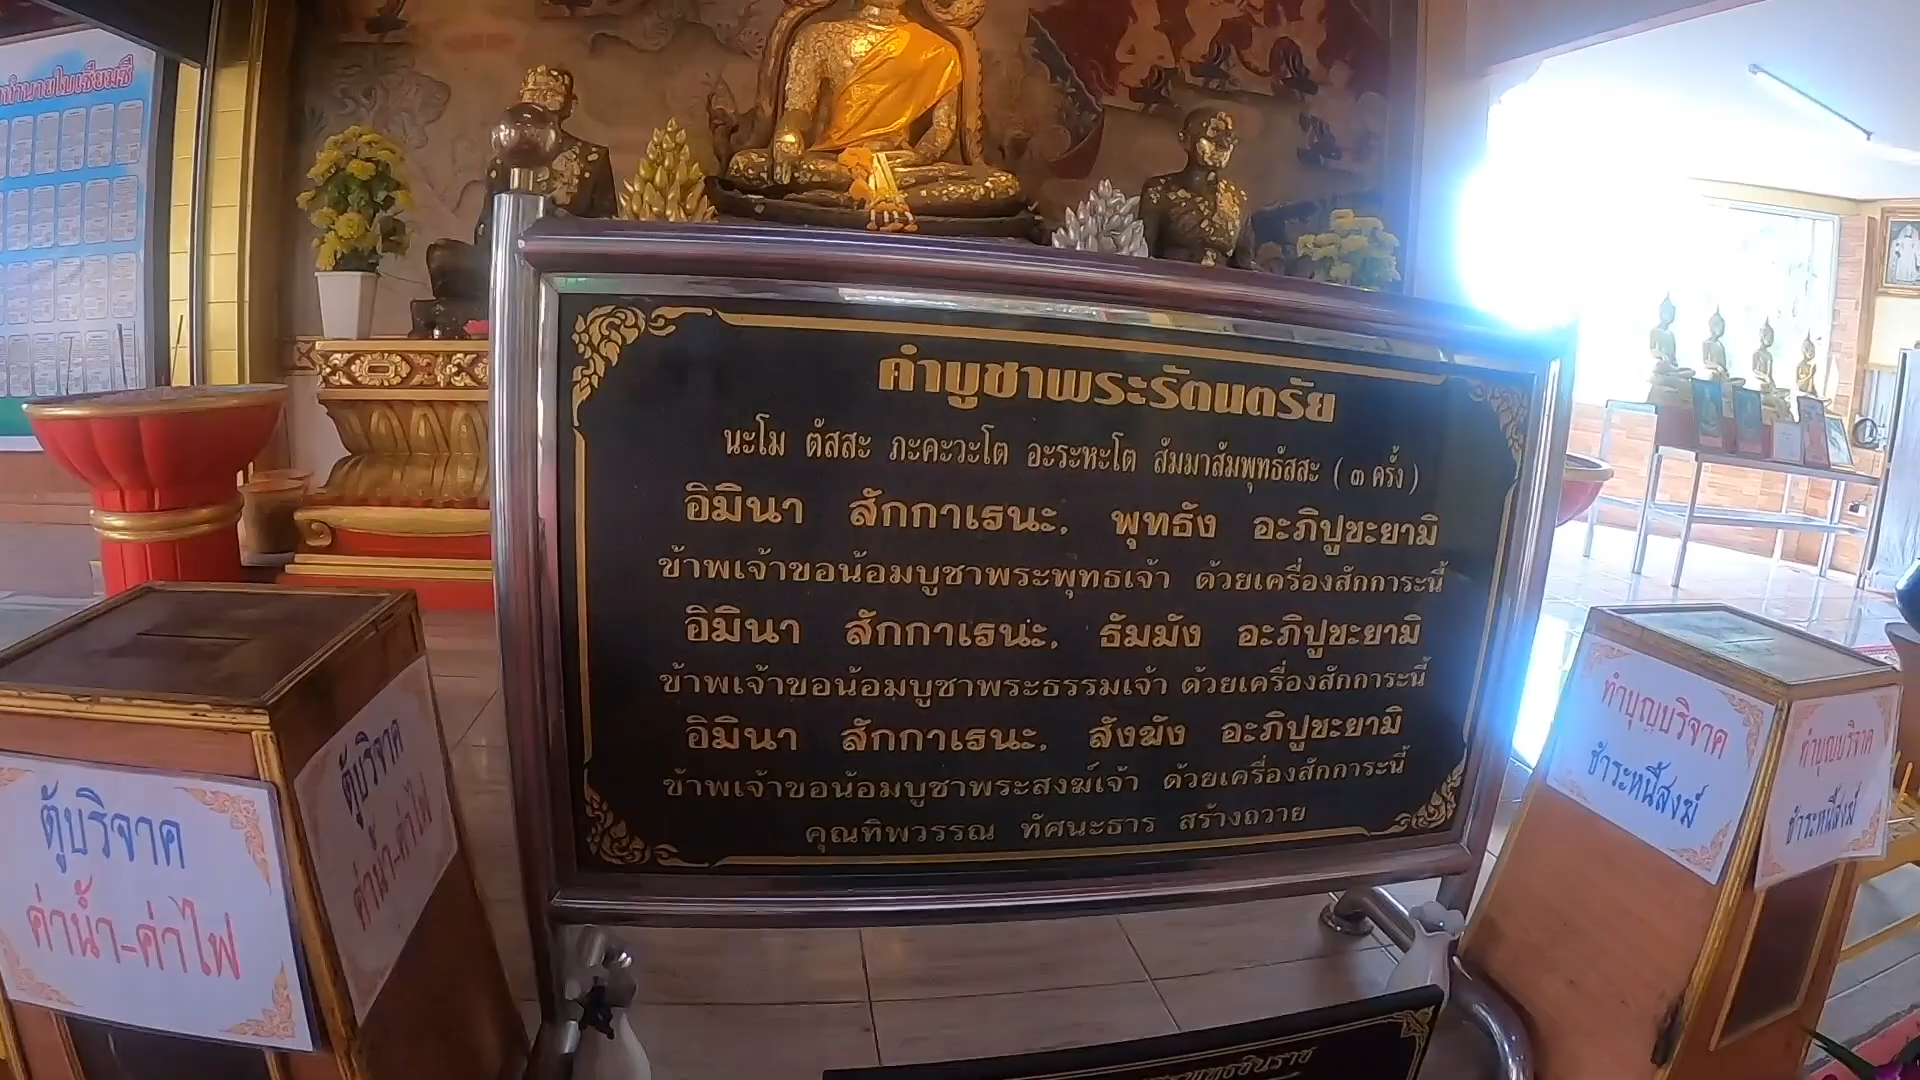 ทำนายใบเซียมซี
คำบูชาพระรัตนตรัย
นะโม ตัสสะ ภะคะวะโต อะระหะโต สัมมาสัมพุทธัสสะ ( ๓ ครั้ง )
อิมินา สักกาเรนะ, พุทธัง อะภิปูชะยามิ
ข้าพเจ้าขอน้อมบูชาพระพุทธเจ้า ด้วยเครื่องสักการะนี้
อิมินา สักกาเรนะ, ธัมมัง อะภิปูชะยามิ
ข้าพเจ้าขอน้อมบูชาพระธรรมเจ้า ด้วยเครื่องสักการะนี้
อิมินา สักกาเรนะ, สังฆัง อะภิปูชะยามิ
ข้าพเจ้าขอน้อมบูชาพระสงฆ์เจ้า ด้วยเครื่องสักการะนี้
คุณทิพวรรณ ทัศนะธาร สร้างถวาย
ตู้บริจาค
ค่าน้ำ-ค่าไฟ
ตู้บริจาค
ค่าน้ำ-ค่าไฟ
ทำบุญบริจาค
ชำระหนี้สงฆ์
ทำบุญบริจาค
ชำระหนี้สงฆ์